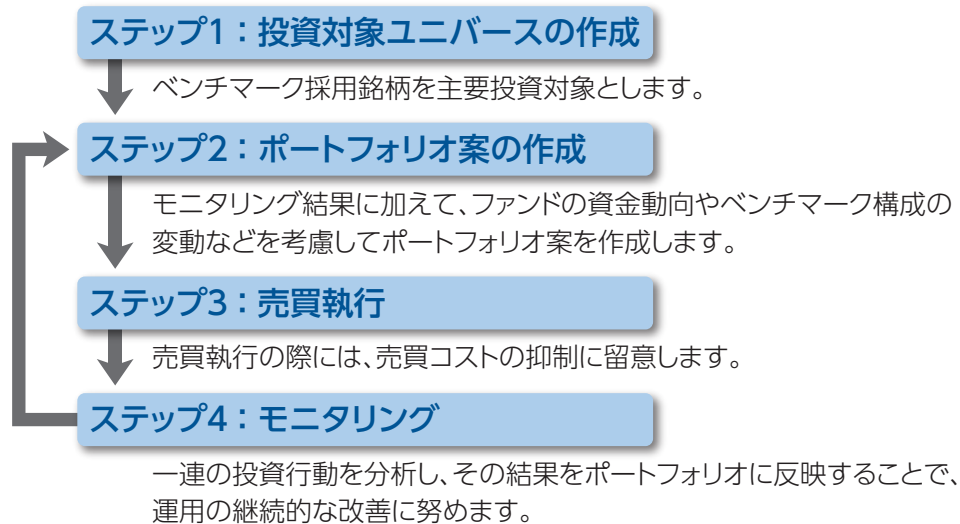 ステップ1：投資対象ユニバースの作成
ベンチマーク採用銘柄を主要投資対象とします。
ステップ2：ポートフォリオ案の作成
モニタリング結果に加えて、ファンドの資金動向やベンチマーク構成の
変動などを考慮してポートフォリオ案を作成します。
ステップ3：売買執行
売買執行の際には、売買コストの抑制に留意します。
ステップ4：モニタリング
一連の投資行動を分析し、その結果をポートフォリオに反映することで、
運用の継続的な改善に努めます。